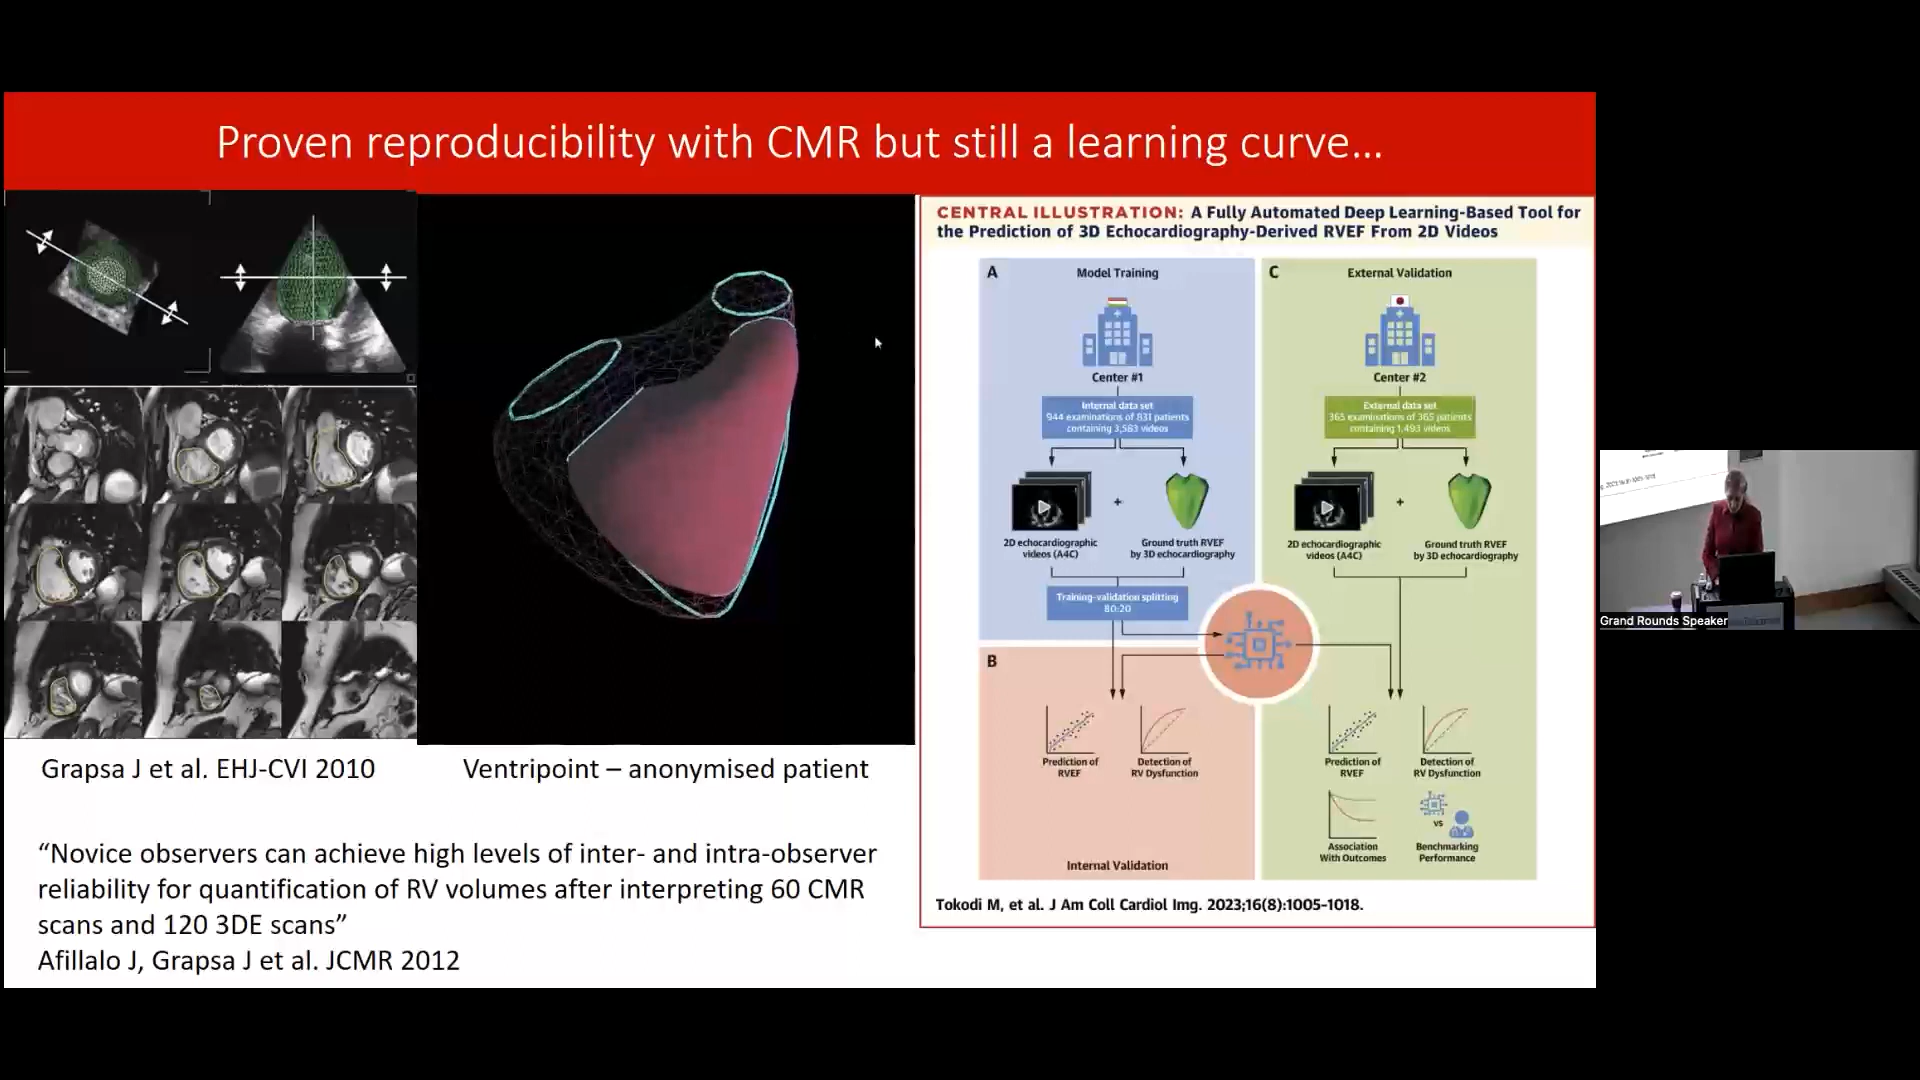 Proven reproducibility with CMR but still a learning curve...
Grapsa J et al. EHJ-CVI 2010
Ventripoint – anonymised patient
“Novice observers can achieve high levels of inter- and intra-observer
reliability for quantification of RV volumes after interpreting 60 CMR
scans and 120 3DE scans”
Afillalo J, Grapsa J et al. JCMR 2012
CENTRAL ILLUSTRATION: A Fully Automated Deep Learning-Based Tool for
the Prediction of 3D Echocardiography-Derived RVEF From 2D Videos
A
Model Training
Center #1
Internal data set
944 examinations of 831 patients
containing 3,583 videos
+
2D echocardiographic
videos (A4C)
Ground truth RVEF
by 3D echocardiography
Training-validation splitting
80:20
B
Prediction of
RVEF
Detection of
RV Dysfunction
Internal Validation
C
External Validation
Center #2
External data set
365 examinations of 365 patients
containing 1,493 videos
+
2D echocardiographic
videos (A4C)
Ground truth RVEF
by 3D echocardiography
Prediction of
RVEF
Detection of
RV Dysfunction
Association
With Outcomes
VS
Benchmarking
Performance
Tokodi M, et al. J Am Coll Cardiol Img. 2023;16(8):1005-1018.
Grand Rounds Speaker